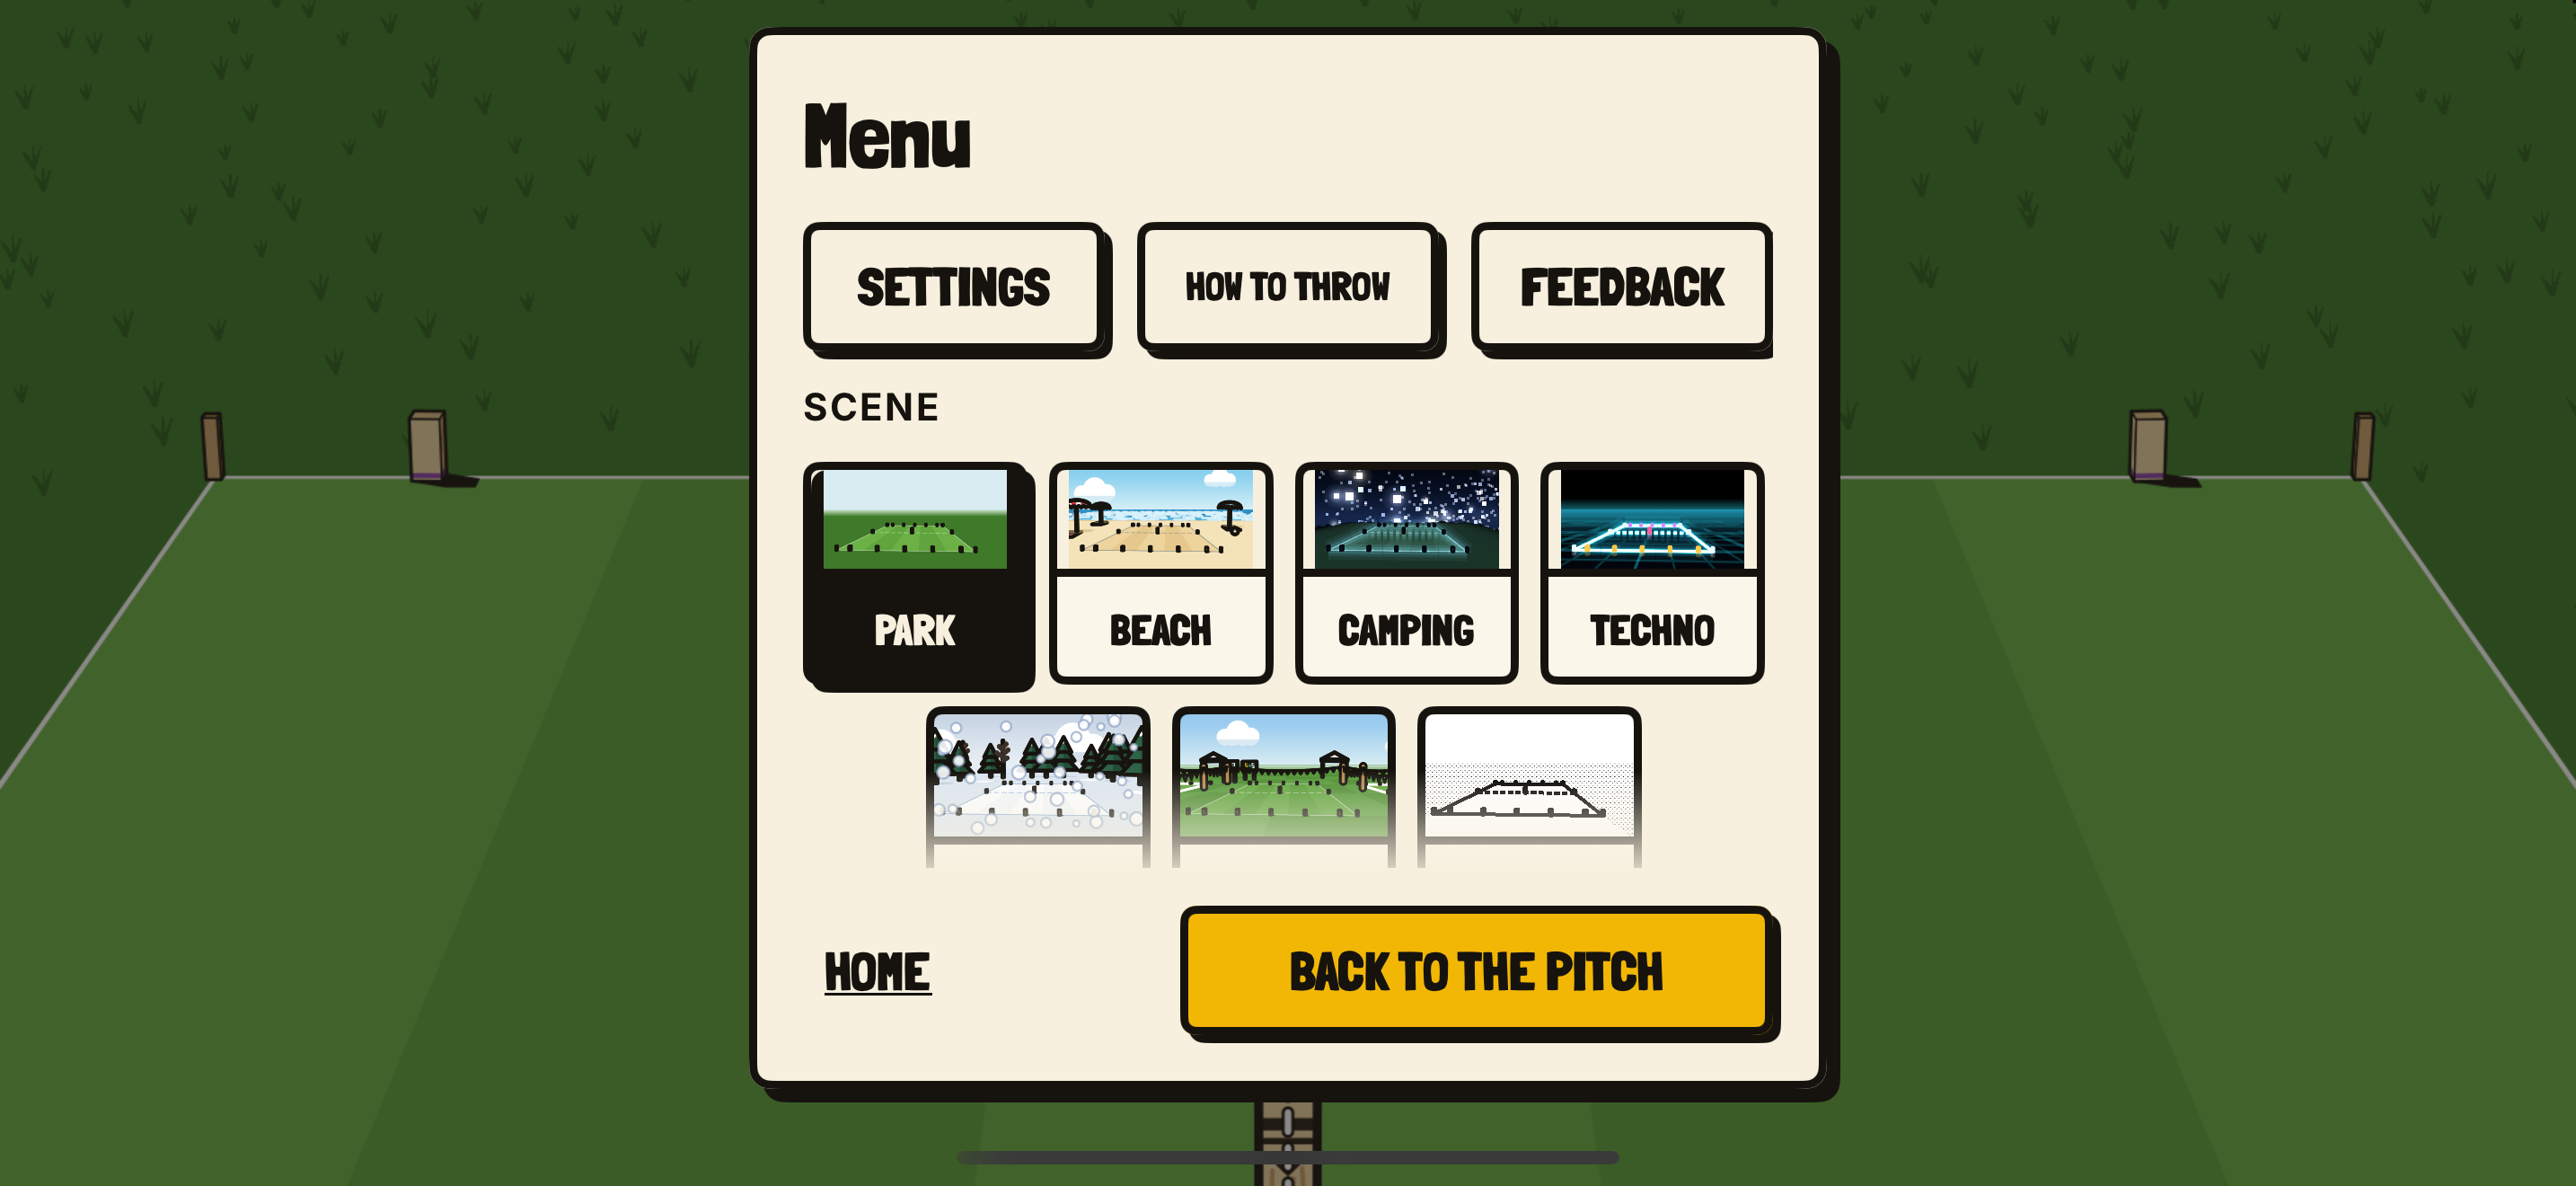 Menu
SETTINGS
HOW TO THROW
FEEDBACK
SCENE
PARK
BEACH
CAMPING
TECHNO
HOME
BACK TO THE PITCH